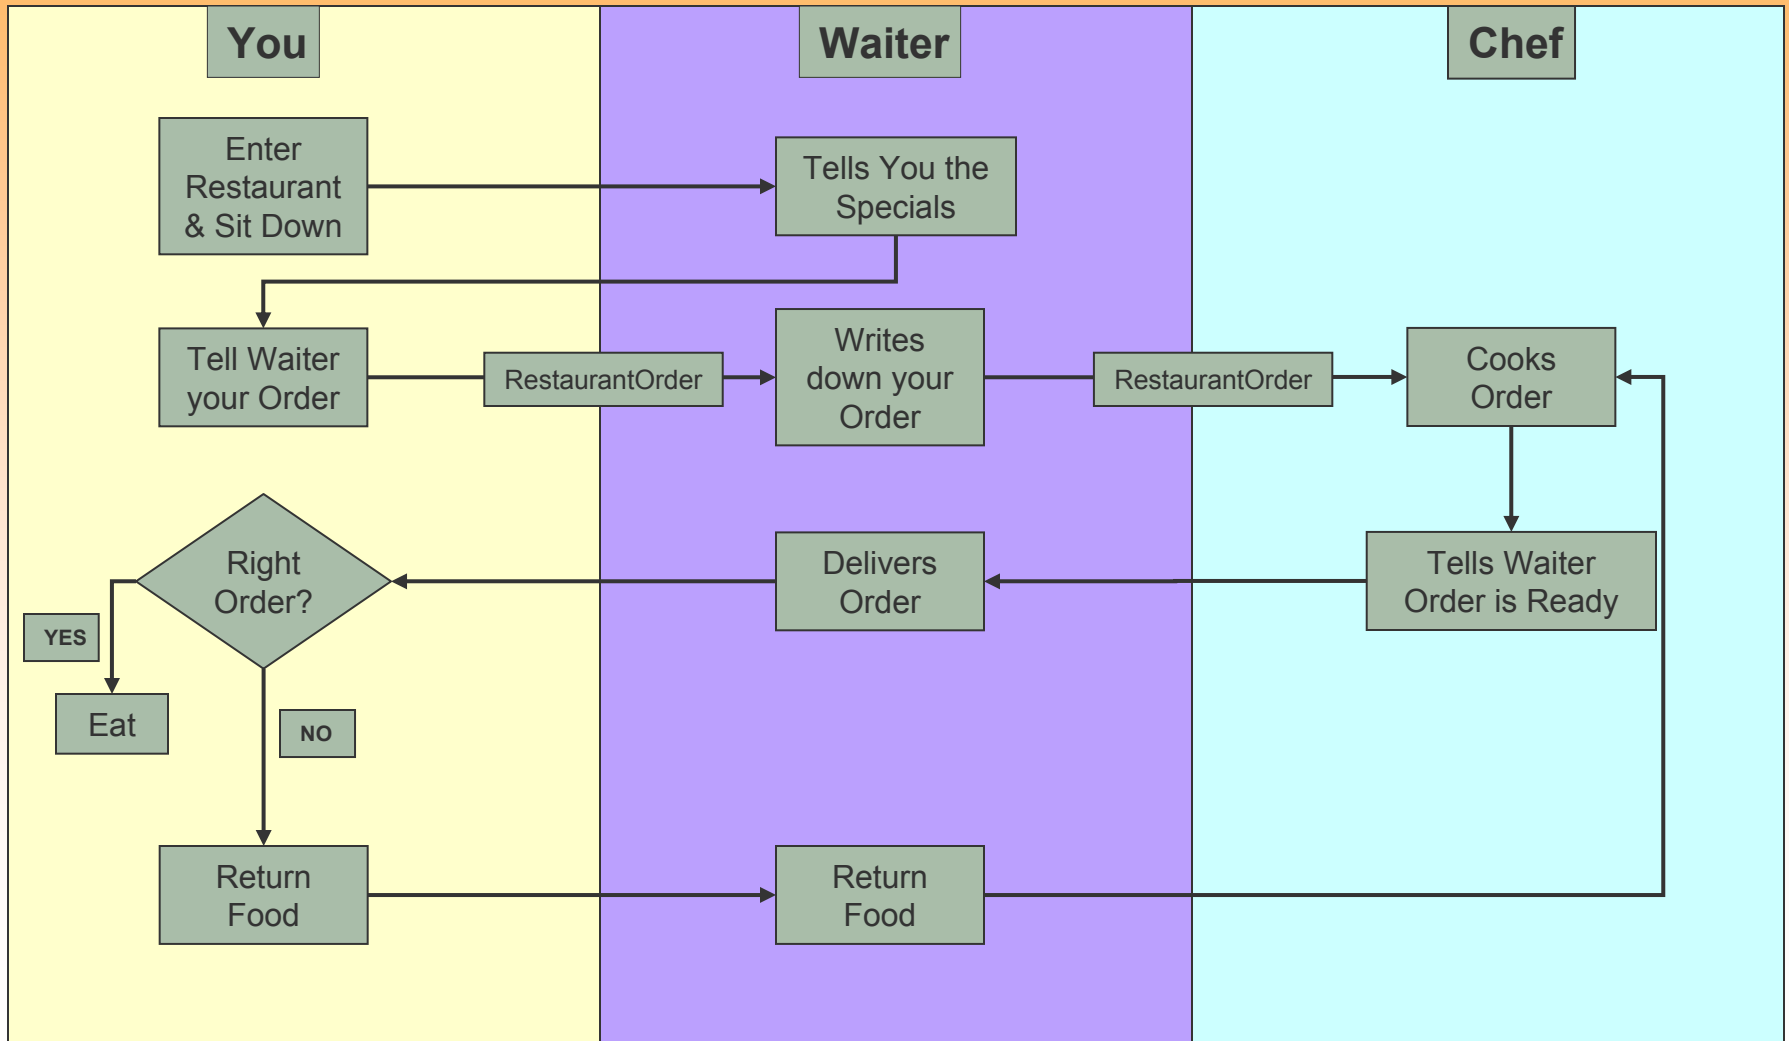 You
Waiter
Chef
Enter
Restaurant
& Sit Down
Tells You the
Specials
Tell Waiter
your Order
RestaurantOrder
Writes
down your
Order
RestaurantOrder
Cooks
Order
Right
Order?
Delivers
Order
Tells Waiter
Order is Ready
YES
Eat
NO
Return
Food
Return
Food